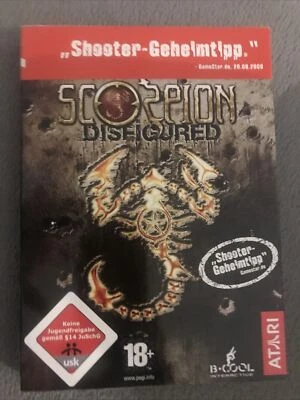 „Shooter-Geheimtipp.“
- GameStar.de, 20.08.2009
SCORPION
DISFIGURED
„Shooter-
Geheimtipp“
GameStar.de
Keine
Jugendfreigabe
gemäß §14 JuSchG
usk
18+
www.pegi.info
B-COOL
INTERACTIVE
ATARI